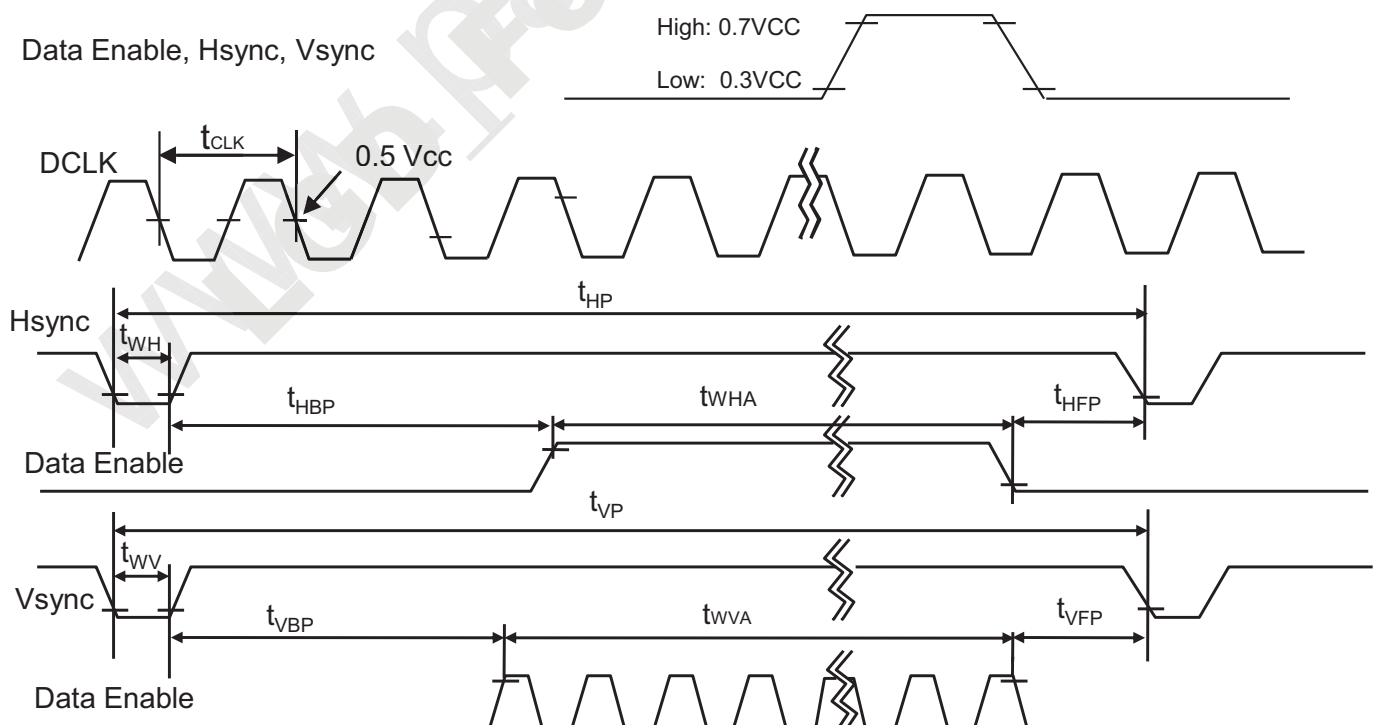 Data Enable, Hsync, Vsync
High: 0.7VCC
Low: 0.3VCC
DCLK
tCLK
0.5 Vcc
tHP
Hsync
tWH
tHBP
tWHA
tHFP
Data Enable
tVP
tWV
Vsync
tVBP
tWVA
tVFP
Data Enable